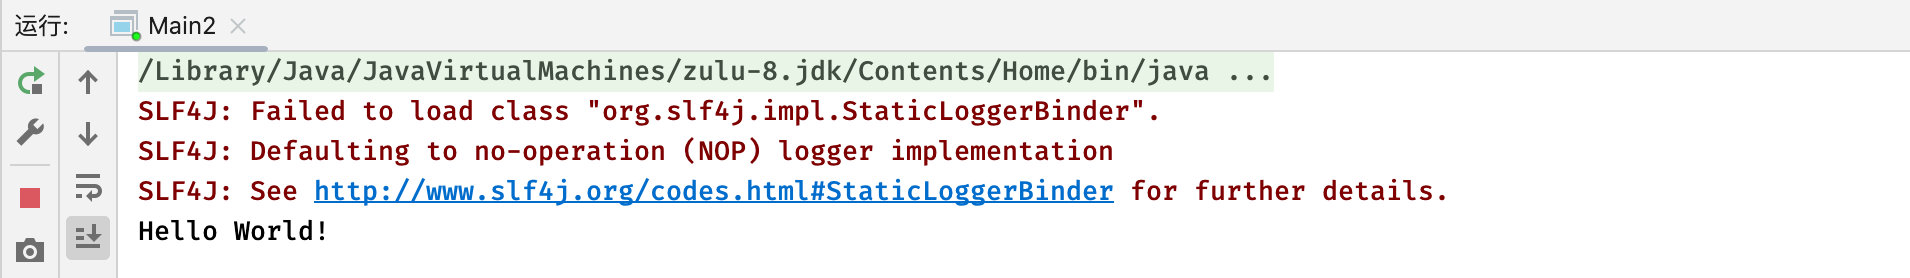 运行: Main2
/Library/Java/JavaVirtualMachines/zulu-8.jdk/Contents/Home/bin/java ...
SLF4J: Failed to load class "org.slf4j.impl.StaticLoggerBinder".
SLF4J: Defaulting to no-operation (NOP) logger implementation
SLF4J: See http://www.slf4j.org/codes.html#StaticLoggerBinder for further details.
Hello World!